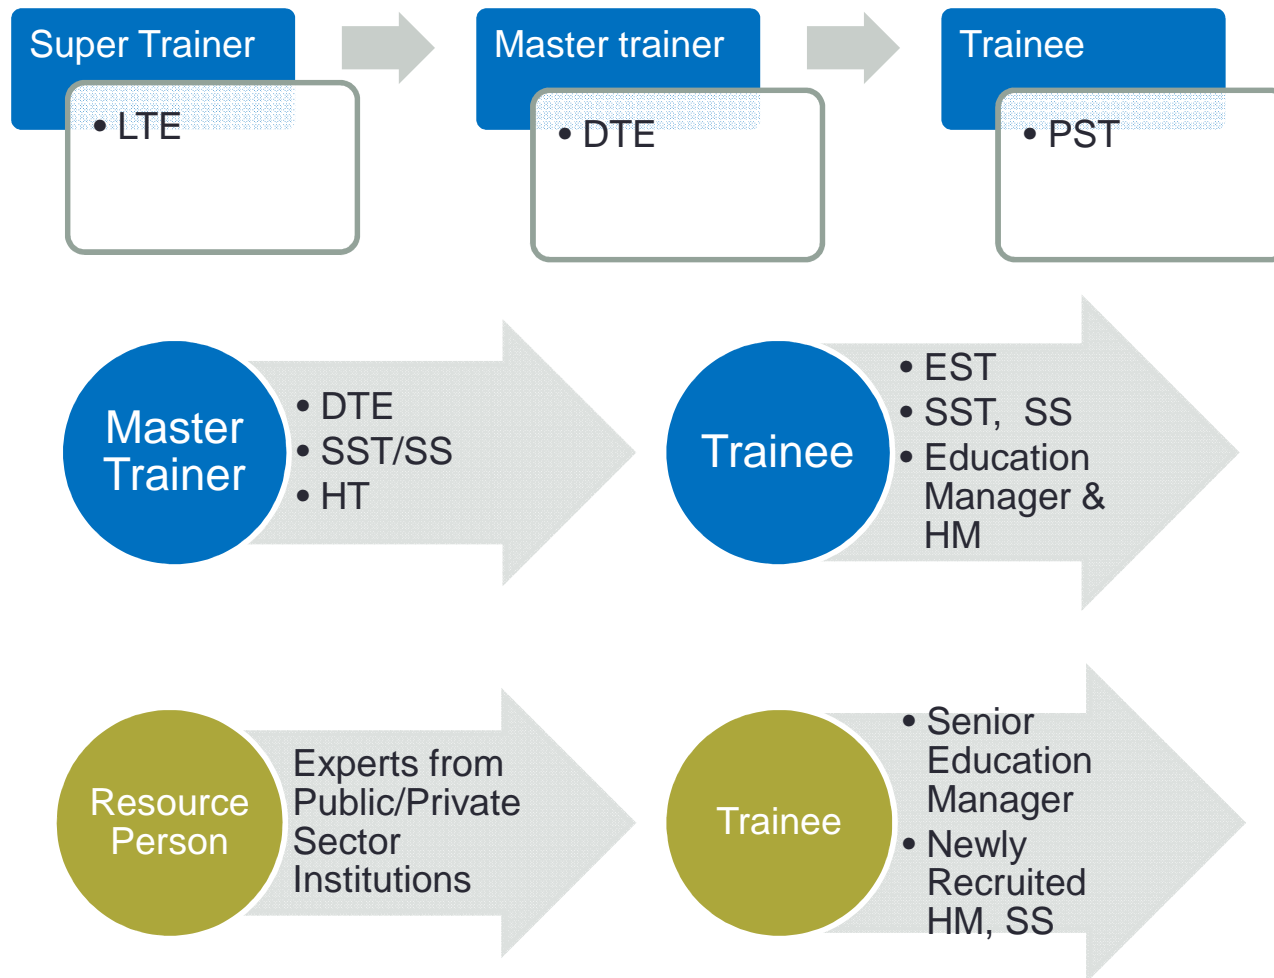 Super Trainer
• LTE
Master trainer
• DTE
Trainee
• PST
Master
Trainer
• DTE
• SST/SS
• HT
Trainee
• EST
• SST, SS
• Education
Manager &
HM
Resource
Person
Experts from
Public/Private
Sector
Institutions
Trainee
• Senior
Education
Manager
• Newly
Recruited
HM, SS